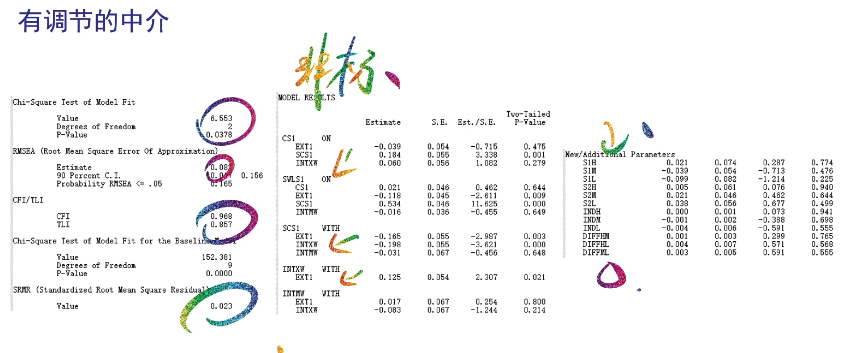 有调节的中介
非标
Chi-Square Test of Model Fit
Value 6.553
Degrees of Freedom 2
P-Value 0.0378
RMSEA (Root Mean Square Error Of Approximation)
Estimate
90 Percent C.I. 0.156
Probability RMSEA <= .05 0.165
CFI/TLI
CFI 0.968
TLI 0.857
Chi-Square Test of Model Fit for the Baseline Model
Value 152.381
Degrees of Freedom 9
P-Value 0.0000
SRMR (Standardized Root Mean Square Residual)
Value 0.023
MODEL RESULTS
Two-Tailed
Estimate S.E. Est./S.E. P-Value
CS1 ON
EXT1 -0.039 0.054 -0.715 0.475
SCS1 0.184 0.055 3.338 0.001
INTXW 0.060 0.056 1.082 0.279
SWLS1 ON
CS1 0.021 0.046 0.462 0.644
EXT1 -0.118 0.045 -2.611 0.009
SCS1 0.534 0.046 11.625 0.000
INTMW -0.016 0.036 -0.455 0.649
SCS1 WITH
EXT1 -0.165 0.055 -2.987 0.003
INTXW -0.198 0.055 -3.621 0.000
INTMW -0.031 0.067 -0.456 0.648
INTXW WITH
EXT1 0.125 0.054 2.307 0.021
INTMW WITH
EXT1 0.017 0.067 0.254 0.800
INTXW -0.083 0.067 -1.244 0.214
New/Additional Parameters
S1H 0.021 0.074 0.287 0.774
S1M -0.039 0.054 -0.713 0.476
S1L -0.099 0.082 -1.214 0.225
S2H 0.005 0.061 0.076 0.940
S2M 0.021 0.046 0.462 0.644
S2L 0.038 0.056 0.677 0.499
INDH 0.000 0.001 0.073 0.941
INDM -0.001 0.002 -0.388 0.698
INDL -0.004 0.006 -0.591 0.555
DIFFHM 0.001 0.003 0.299 0.765
DIFFHL 0.004 0.007 0.571 0.568
DIFFML 0.003 0.005 0.591 0.555